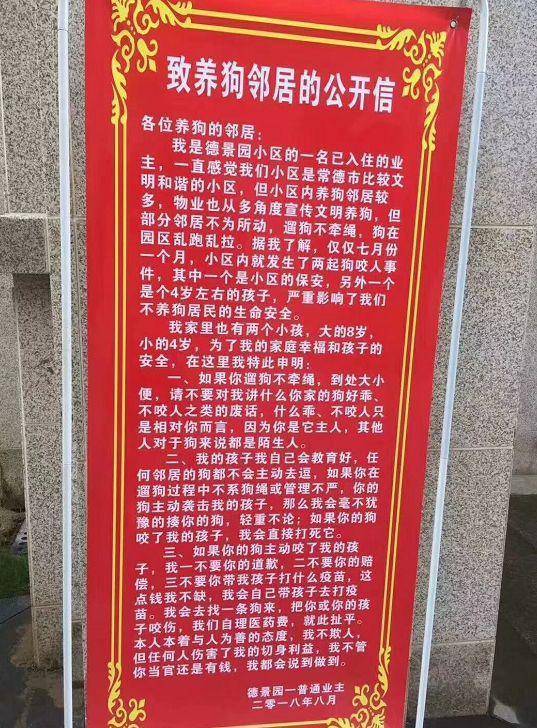 致养狗邻居的公开信
各位养狗的邻居：
我是德景园小区的一名已入住的业
主，一直感觉我们小区是常德市比较文
明和谐的小区，但小区内养狗邻居较
多，物业也从多角度宣传文明养狗，但
部分邻居不为所动，遛狗不牵绳，狗在
园区乱跑乱拉。据我了解，仅仅七月份
一个月，小区内就发生了两起狗咬人事
件，其中一个是小区的保安，另外一个
是个4岁左右的孩子，严重影响了我们
不养狗居民的生命安全。
我家里也有两个小孩，大的8岁，
小的4岁，为了我的家庭幸福和孩子的
安全，在这里我特此申明：
一、如果你遛狗不牵绳，到处大小
便，请不要对我讲什么你家的狗好乖、
不咬人之类的废话，什么乖、不咬人只
是相对你而言，因为你是它主人，其他
人对于狗来说都是陌生人。
二、我的孩子我自己会教育好，任
何邻居的狗都不会主动去逗，如果你在
遛狗过程中不系狗绳或管理不严，你的
狗主动袭击我的孩子，那么我会毫不犹
豫的揍你的狗，轻重不论；如果你的狗
咬了我的孩子，我会直接打死它。
三、如果你的狗主动咬了我的孩
子，我一不要你的道歉，二不要你的赔
偿，三不要你带我孩子打什么疫苗，这
点钱我不缺，我会自己带孩子去打疫
苗。我会去找一条狗来，把你或你的孩
子咬伤，我们自理医药费，就此扯平。
本人本着与人为善的态度，我不欺人，
但任何人伤害了我的切身利益，我不管
你当官还是有钱，我都会说到做到。
德景园一普通业主
二零一八年八月